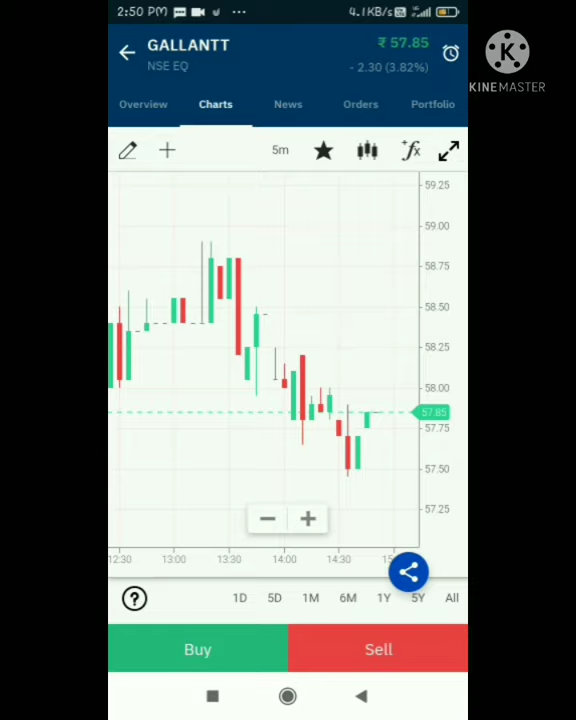 2:50 PM ... 4.1KB/s
GALLANTT ₹ 57.85
NSE EQ - 2.30 (3.82%)
K
KINEMASTER
Overview Charts News Orders Portfolio
5m fx
59.25
59.00
58.75
58.50
58.25
58.00
57.85
57.75
57.50
57.25
12:30 13:00 13:30 14:00 14:30
? 1D 5D 1M 6M 1Y 5Y All
Buy Sell